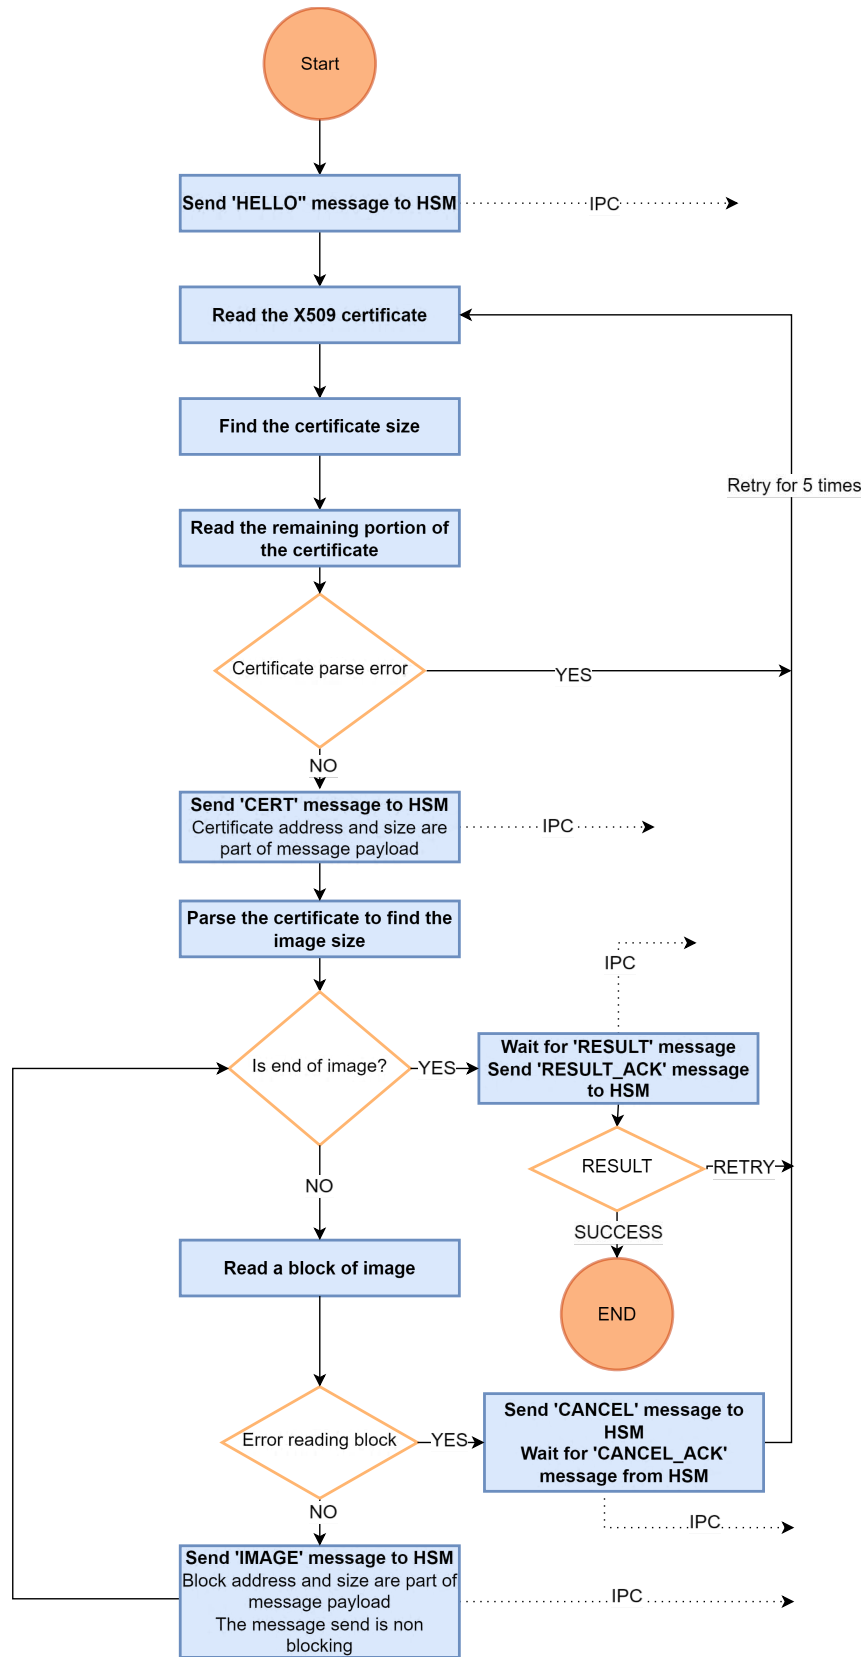 Start
Send 'HELLO" message to HSM
IPC
Read the X509 certificate
Find the certificate size
Retry for 5 times
Read the remaining portion of
the certificate
Certificate parse error
YES
NO
Send 'CERT' message to HSM
Certificate address and size are
part of message payload
IPC
Parse the certificate to find the
image size
IPC
Is end of image?
YES
Wait for 'RESULT' message
Send 'RESULT_ACK' message
to HSM
RESULT
RETRY
NO
SUCCESS
Read a block of image
END
Error reading block
YES
Send 'CANCEL' message to
HSM
Wait for 'CANCEL_ACK'
message from HSM
NO
IPC
Send 'IMAGE' message to HSM
Block address and size are part of
message payload
The message send is non
blocking
IPC